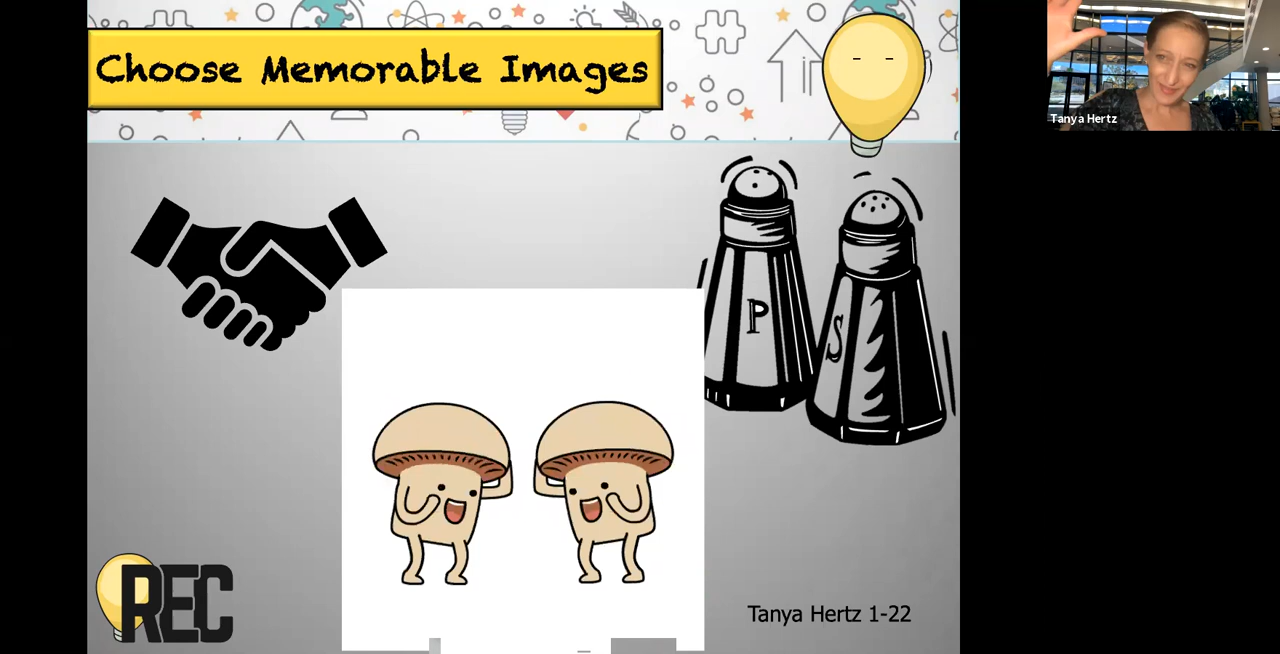 Choose Memorable Images
Tanya Hertz
P
S
REC
Tanya Hertz 1-22